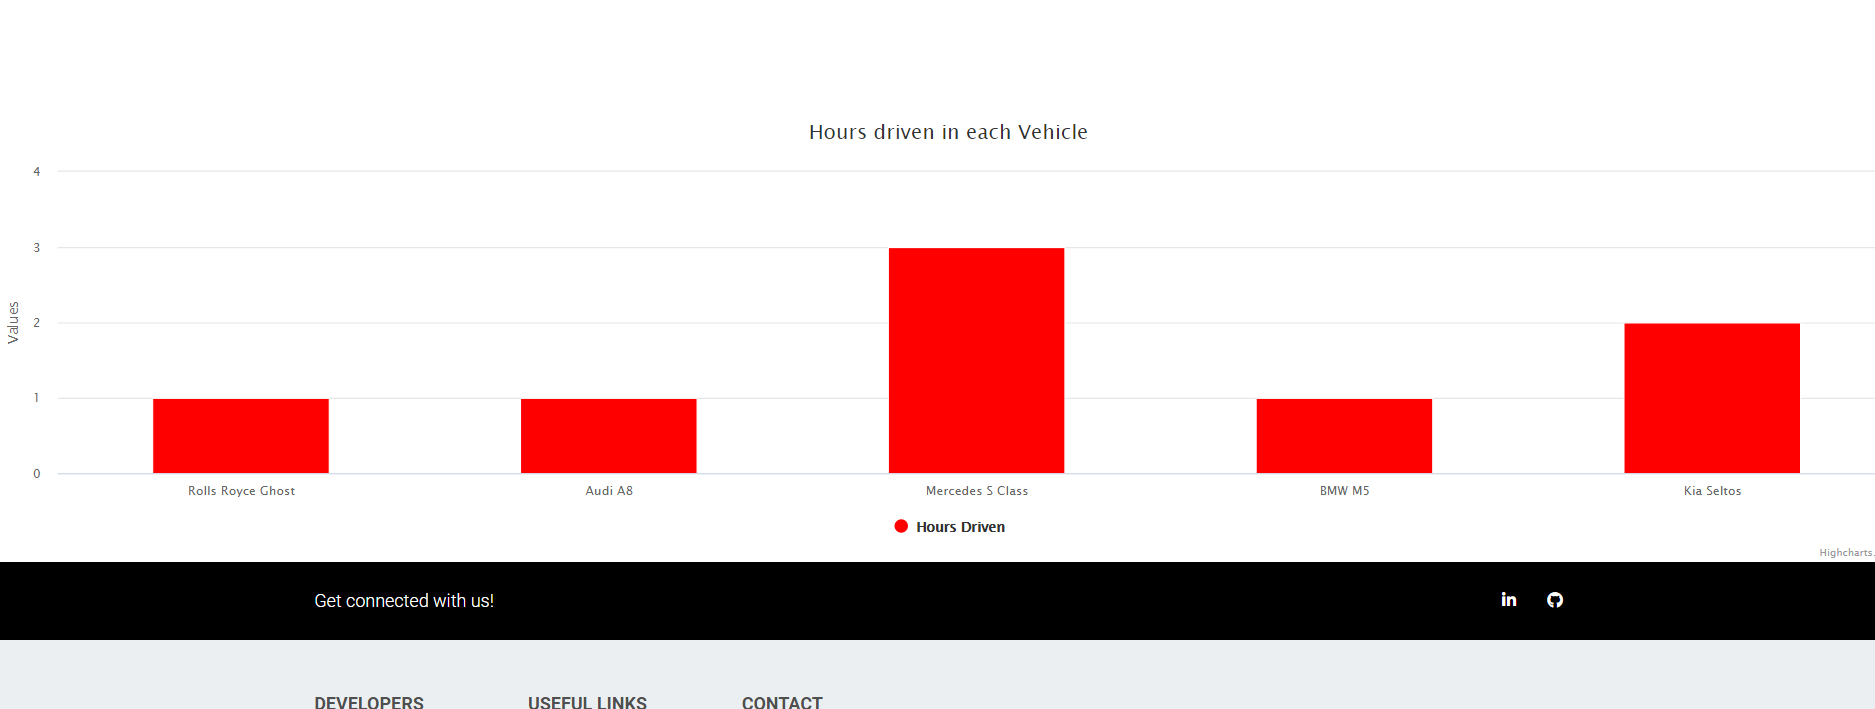 Hours driven in each Vehicle
4
3
2
1
0
Values
Rolls Royce Ghost
Audi A8
Mercedes S Class
BMW M5
Kia Seltos
Hours Driven
Highcharts.
Get connected with us!
in
DEVELOPERS
USEFUL LINKS
CONTACT